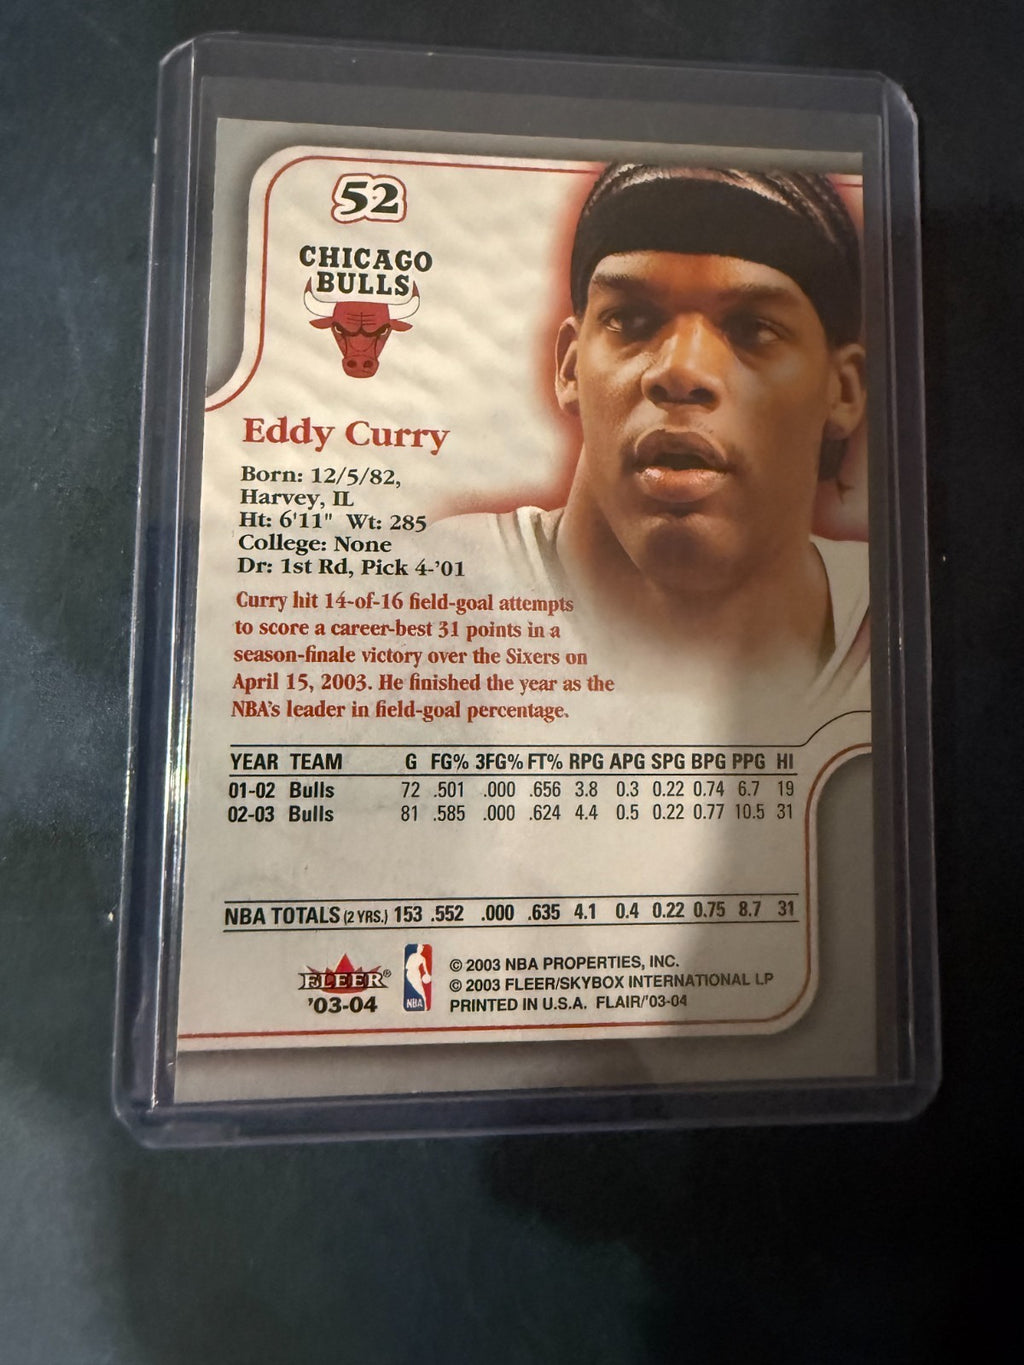 52
CHICAGO
BULLS
Eddy Curry
Born: 12/5/82,
Harvey, IL
Ht: 6'11" Wt: 285
College: None
Dr: 1st Rd, Pick 4-'01
Curry hit 14-of-16 field-goal attempts
to score a career-best 31 points in a
season-finale victory over the Sixers on
April 15, 2003. He finished the year as the
NBA's leader in field-goal percentage.
YEAR TEAM G FG% 3FG% FT% RPG APG SPG BPG PPG HI
01-02 Bulls 72 .501 .000 .656 3.8 0.3 0.22 0.74 6.7 19
02-03 Bulls 81 .585 .000 .624 4.4 0.5 0.22 0.77 10.5 31
NBA TOTALS (2 YRS.) 153 .552 .000 .635 4.1 0.4 0.22 0.75 8.7 31
FLEER®
'03-04
NBA
© 2003 NBA PROPERTIES, INC.
© 2003 FLEER/SKYBOX INTERNATIONAL LP
PRINTED IN U.S.A. FLAIR/'03-04